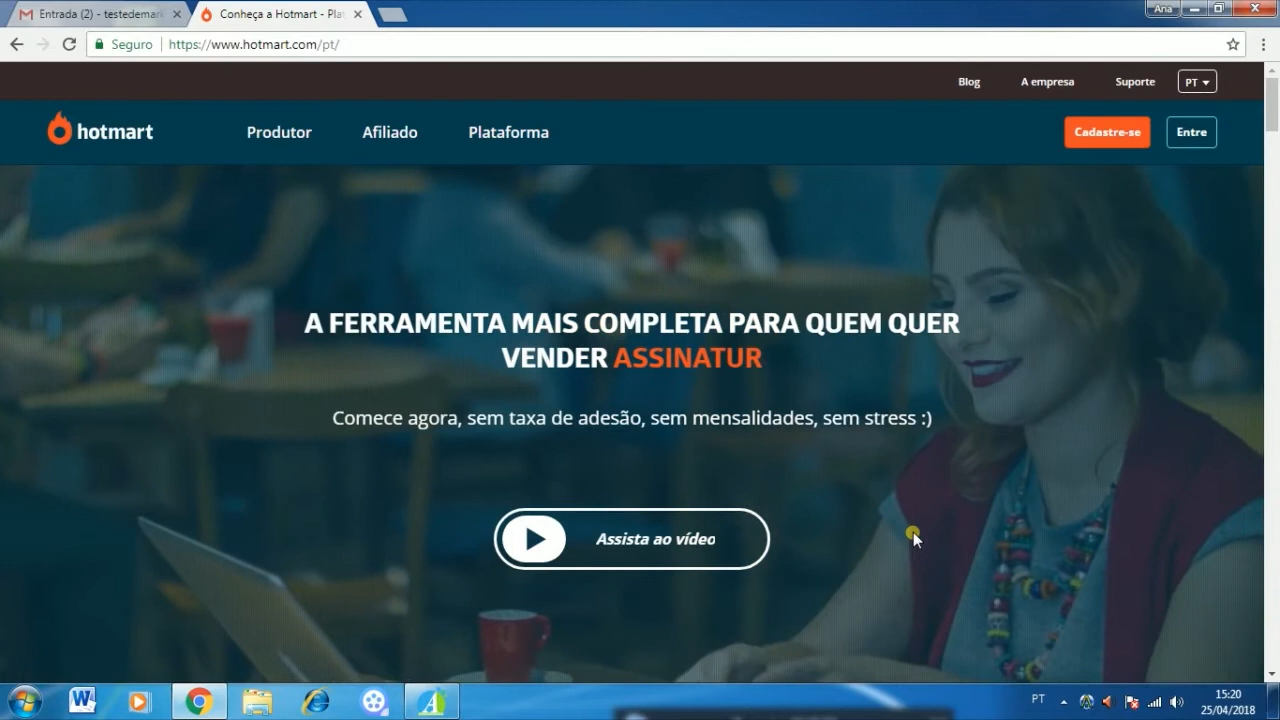 Entrada (2) - testedemar
Conheça a Hotmart - Plat
Ana
Seguro
https://www.hotmart.com/pt/
Blog
A empresa
Suporte
PT
hotmart
Produtor
Afiliado
Plataforma
Cadastre-se
Entre
A FERRAMENTA MAIS COMPLETA PARA QUEM QUER
VENDER ASSINATUR
Comece agora, sem taxa de adesão, sem mensalidades, sem stress :)
Assista ao vídeo
PT
15:20
25/04/2018